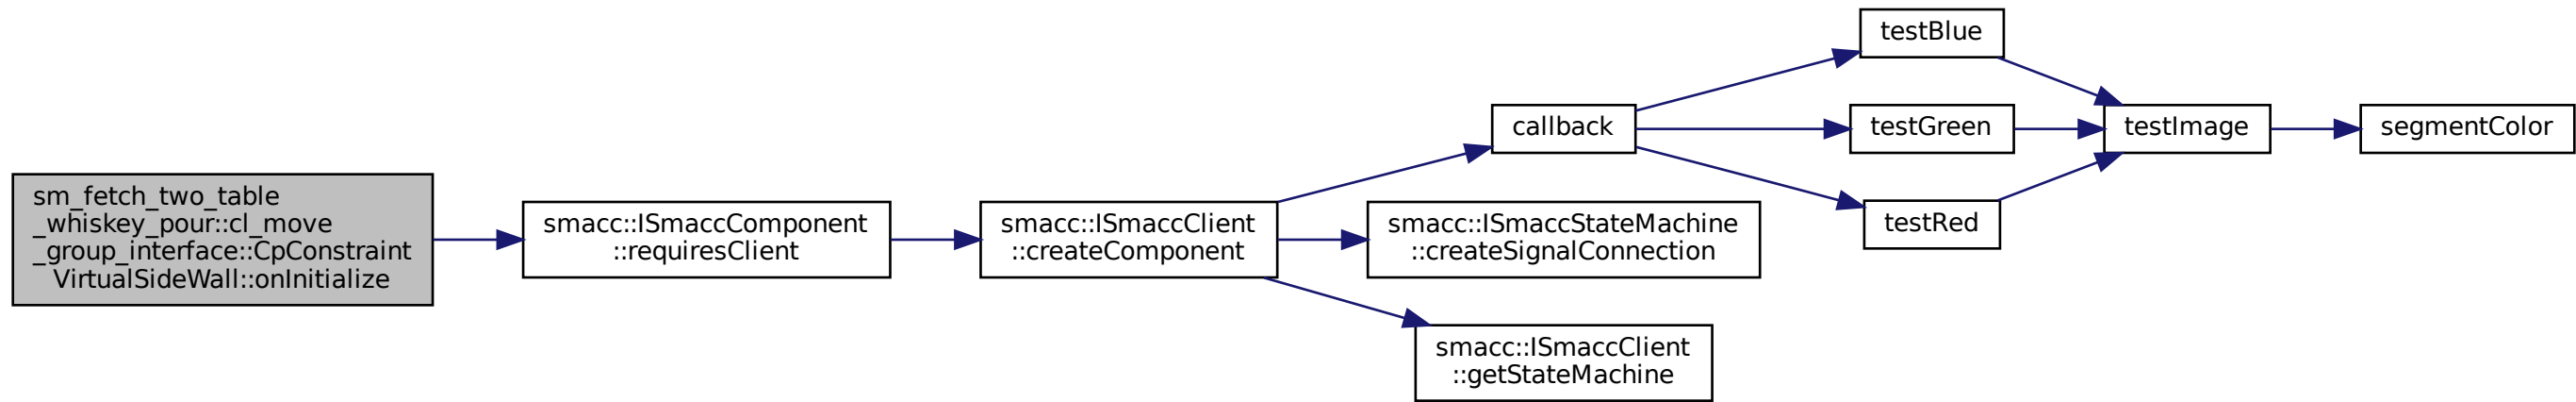 sm_fetch_two_table
_whiskey_pour::cl_move
_group_interface::CpConstraint
VirtualSideWall::onInitialize
smacc::ISmaccComponent
::requiresClient
smacc::ISmaccClient
::createComponent
callback
testBlue
testGreen
testRed
testImage
segmentColor
smacc::ISmaccStateMachine
::createSignalConnection
smacc::ISmaccClient
::getStateMachine